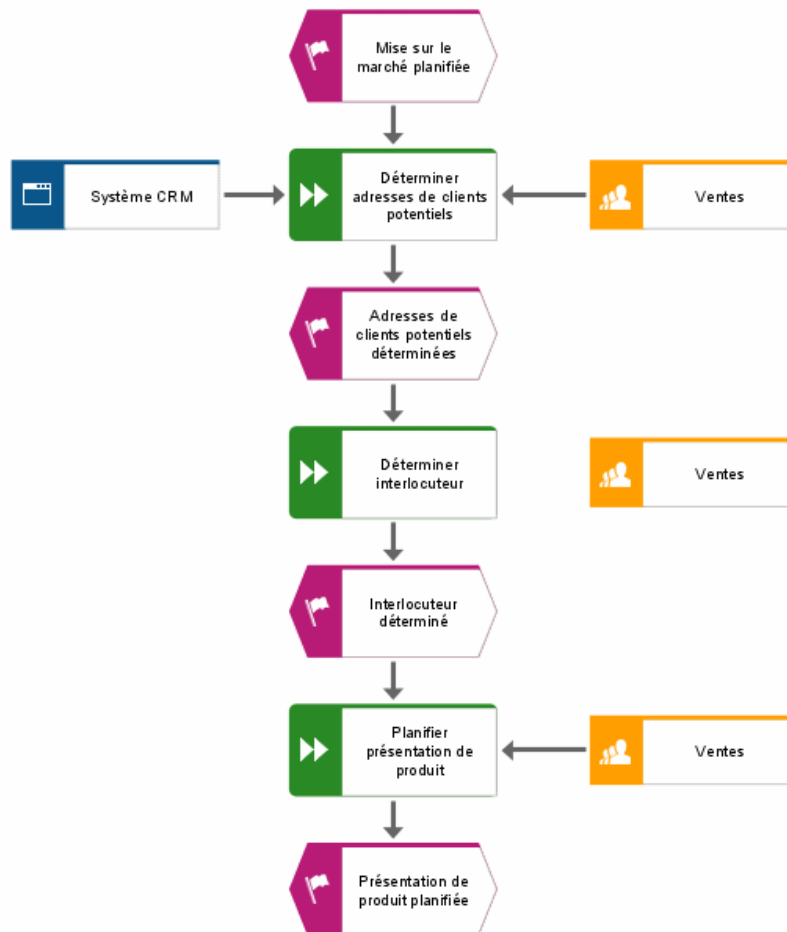 Mise sur le
marché planifiée
Système CRM
Déterminer
adresses de clients
potentiels
Ventes
Adresses de
clients potentiels
déterminées
Déterminer
interlocuteur
Ventes
Interlocuteur
déterminé
Planifier
présentation de
produit
Ventes
Présentation de
produit planifiée